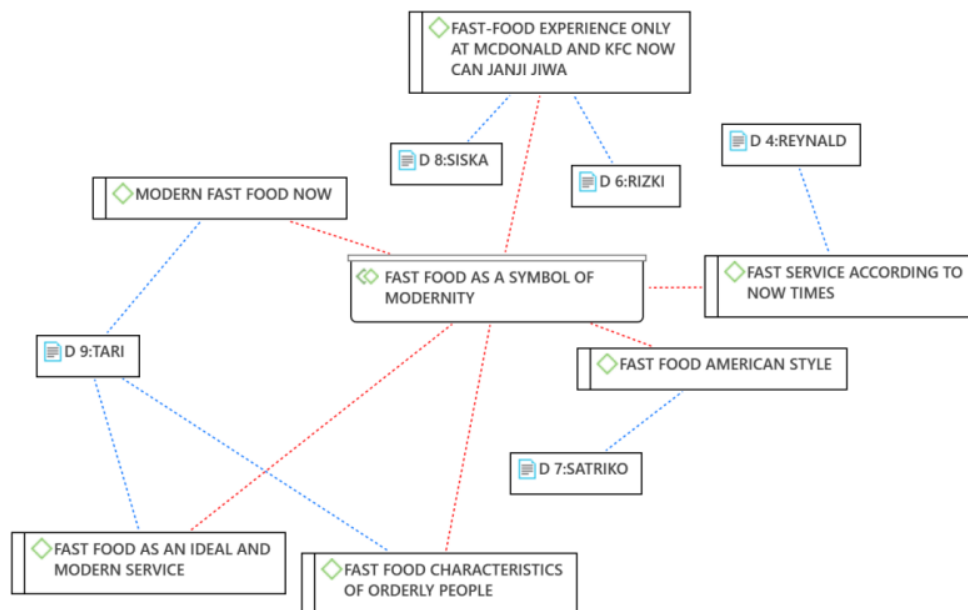 FAST-FOOD EXPERIENCE ONLY
AT MCDONALD AND KFC NOW
CAN JANJI JIWA
D 4:REYNALD
D 8:SISKA
D 6:RIZKI
MODERN FAST FOOD NOW
FAST FOOD AS A SYMBOL OF
MODERNITY
FAST SERVICE ACCORDING TO
NOW TIMES
D 9:TARI
FAST FOOD AMERICAN STYLE
D 7:SATRIKO
FAST FOOD AS AN IDEAL AND
MODERN SERVICE
FAST FOOD CHARACTERISTICS
OF ORDERLY PEOPLE